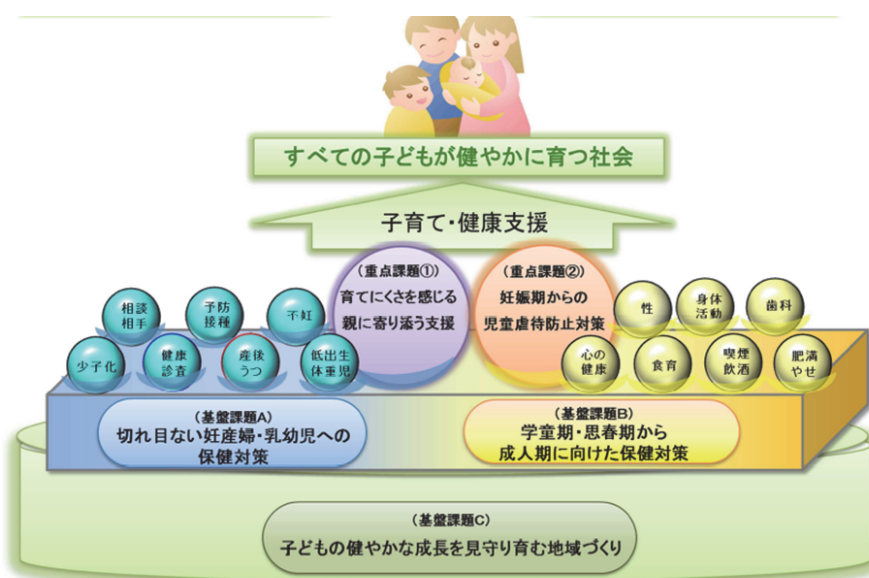 すべての子どもが健やかに育つ社会
子育て・健康支援
(重点課題①)
育てにくさを感じる
親に寄り添う支援
(重点課題②)
妊娠期からの
児童虐待防止対策
相談
相手
予防
接種
不妊
少子化
健康
診査
産後
うつ
低出生
体重児
性
身体
活動
歯科
心の
健康
食育
喫煙
飲酒
肥満
やせ
(基盤課題A)
切れ目ない妊産婦・乳幼児への
保健対策
(基盤課題B)
学童期・思春期から
成人期に向けた保健対策
(基盤課題C)
子どもの健やかな成長を見守り育む地域づくり